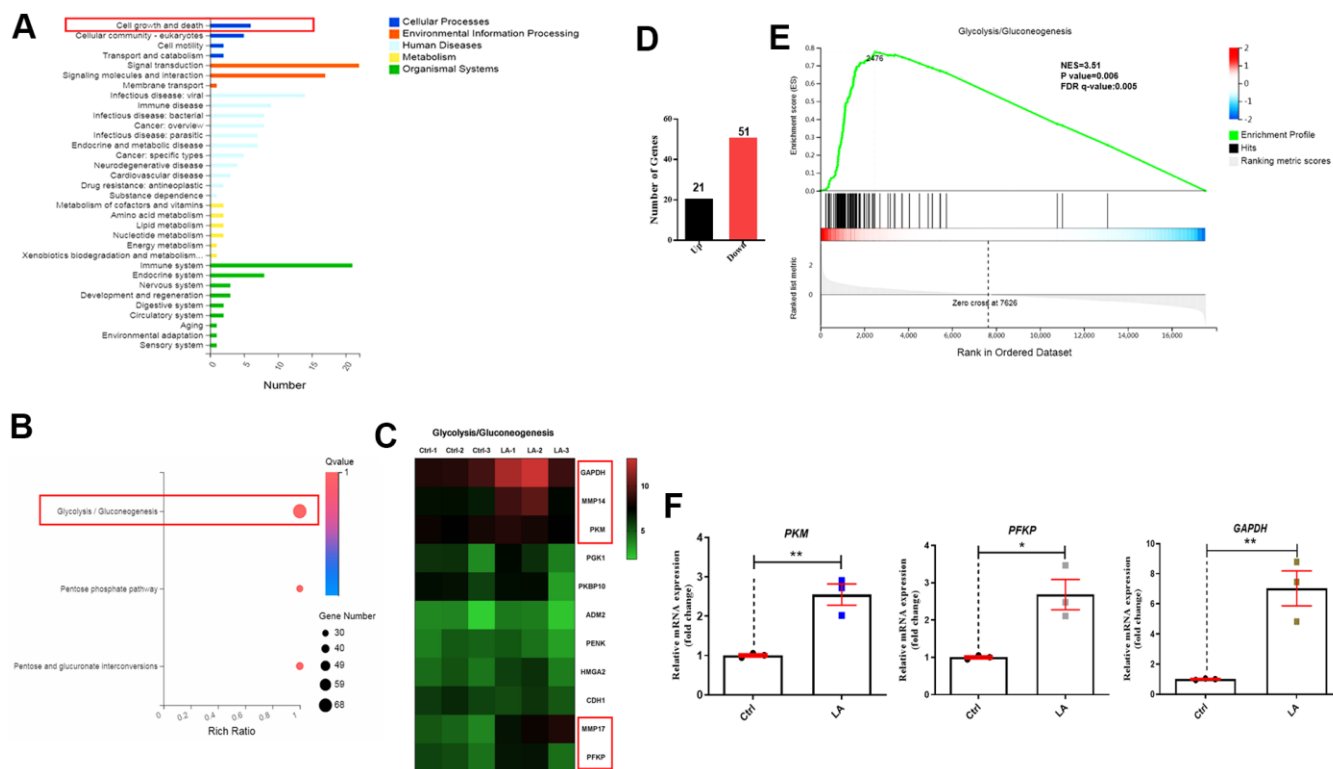 A
Cell growth and death
Cellular community - eukaryotes
Cell motility
Transport and catabolism
Signal transduction
Signaling molecules and interaction
Membrane transport
Infectious disease: viral
Immune disease
Infectious disease: bacterial
Cancer: overview
Infectious disease: parasitic
Endocrine and metabolic disease
Cancer: specific types
Neurodegenerative disease
Cardiovascular disease
Drug resistance: antineoplastic
Substance dependence
Metabolism of cofactors and vitamins
Amino acid metabolism
Lipid metabolism
Nucleotide metabolism
Energy metabolism
Xenobiotics biodegradation and metabolism...
Immune system
Endocrine system
Nervous system
Development and regeneration
Digestive system
Circulatory system
Aging
Environmental adaptation
Sensory system
0 5 10 15 20
Number
Cellular Processes
Environmental Information Processing
Human Diseases
Metabolism
Organismal Systems
D
Number of Genes
60
40
20
0
21
51
Up
Down
E
Glycolysis/Gluconeogenesis
2476
NES=3.51
P value=0.006
FDR q-value:0.005
Enrichment score (ES)
0.8
0.7
0.6
0.5
0.4
0.3
0.2
0.1
0.0
2
1
0
-1
-2
Enrichment Profile
Hits
Ranking metric scores
Ranked list metric
2
0
Zero cross at 7626
0 2,000 4,000 6,000 8,000 10,000 12,000 14,000 16,000
Rank in Ordered Dataset
B
Glycolysis / Gluconeogenesis
Pentose phosphate pathway
Pentose and glucuronate interconversions
0 0.2 0.4 0.6 0.8 1
Rich Ratio
Qvalue
1
Gene Number
30
40
49
59
68
C
Glycolysis/Gluconeogenesis
Ctrl-1 Ctrl-2 Ctrl-3 LA-1 LA-2 LA-3
GAPDH
MMP14
PKM
PGK1
PKBP10
ADM2
PENK
HMGA2
CDH1
MMP17
PFKP
10
5
F
PKM
Relative mRNA expression
(fold change)
4
3
2
1
0
**
Ctrl
LA
PFKP
Relative mRNA expression
(fold change)
4
3
2
1
0
*
Ctrl
LA
GAPDH
Relative mRNA expression
(fold change)
10
8
6
4
2
0
**
Ctrl
LA